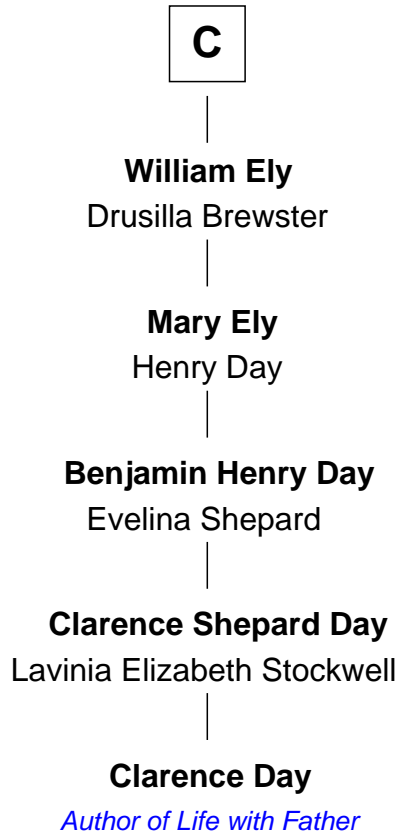 C
William Ely
Drusilla Brewster
Mary Ely
Henry Day
Benjamin Henry Day
Evelina Shepard
Clarence Shepard Day
Lavinia Elizabeth Stockwell
Clarence Day
Author of Life with Father